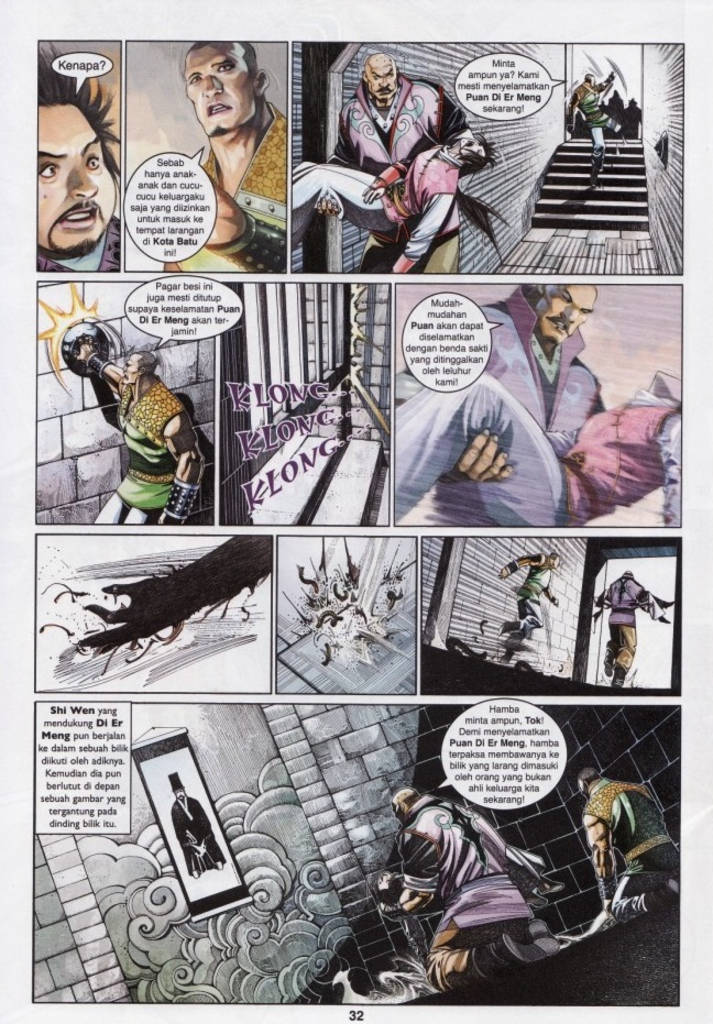 Kenapa?
Sebab
hanya anak-
anak dan cucu-
cucu keluargaku
saja yang diizinkan
untuk masuk ke
tempat larangan
di Kota Batu
ini!
Minta
ampun ya? Kami
mesti menyelamatkan
Puan Di Er Meng
sekarang!
Pagar besi ini
juga mesti ditutup
supaya keselamatan Puan
Di Er Meng akan ter-
jamin!
KLONG...
KLONG...
KLONG...
Mudah-
mudahan
Puan akan dapat
diselamatkan
dengan benda sakti
yang ditinggalkan
oleh leluhur
kami!
Shi Wen yang
mendukung Di Er
Meng pun berjalan
ke dalam sebuah bilik
diikuti oleh adiknya.
Kemudian dia pun
berlutut di depan
sebuah gambar yang
tergantung pada
dinding bilik itu.
Hamba
minta ampun, Tok!
Demi menyelamatkan
Puan Di Er Meng, hamba
terpaksa membawanya ke
bilik yang larang dimasuki
oleh orang yang bukan
ahli keluarga kita
sekarang!
32